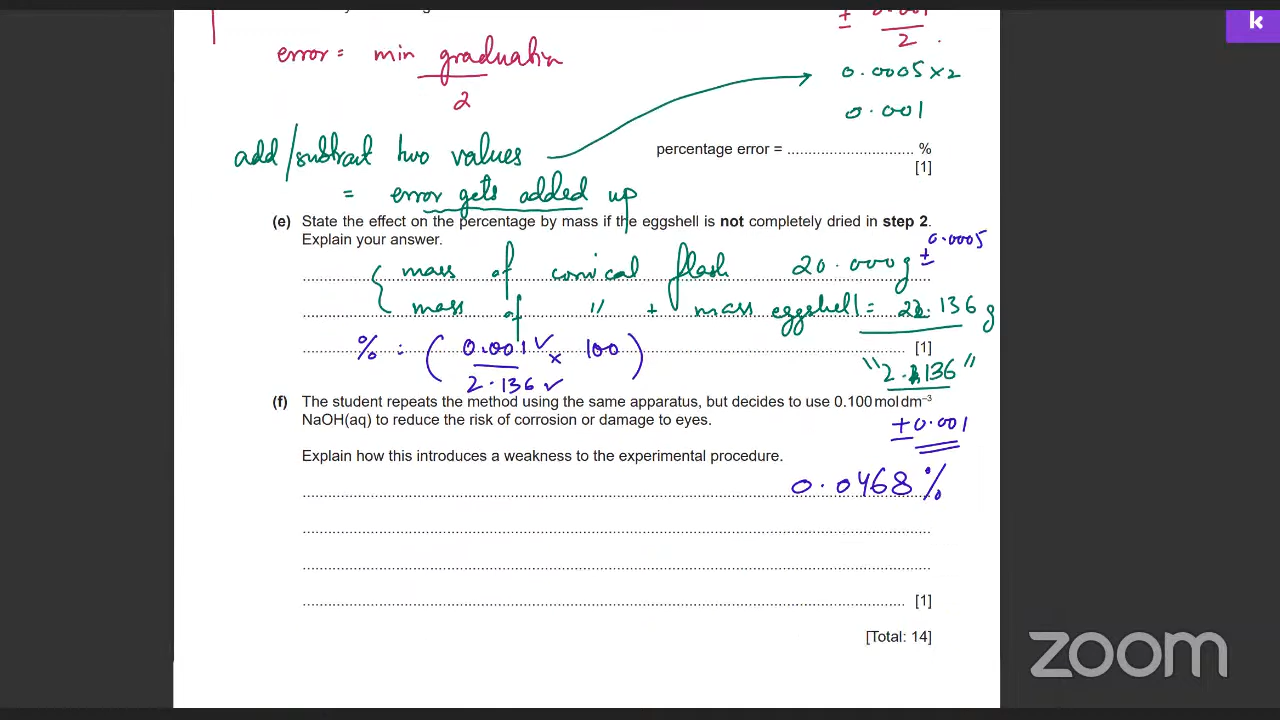 k
± 0.001
2
error = min graduation
2
0.0005 × 2
0.001
add/subtract two values
percentage error = ............................ %
[1]
= error gets added up
(e) State the effect on the percentage by mass if the eggshell is not completely dried in step 2.
Explain your answer.
± 0.0005
mass of conical flask 20.000g
mass of " + mass eggshell = 22.136 g
% : ( 0.001 ✓ × 100 )
2.136 ✓
[1]
"2.136"
(f) The student repeats the method using the same apparatus, but decides to use 0.100 mol dm⁻³
NaOH(aq) to reduce the risk of corrosion or damage to eyes.
± 0.001
Explain how this introduces a weakness to the experimental procedure.
0.0468 %
[1]
[Total: 14]
zoom